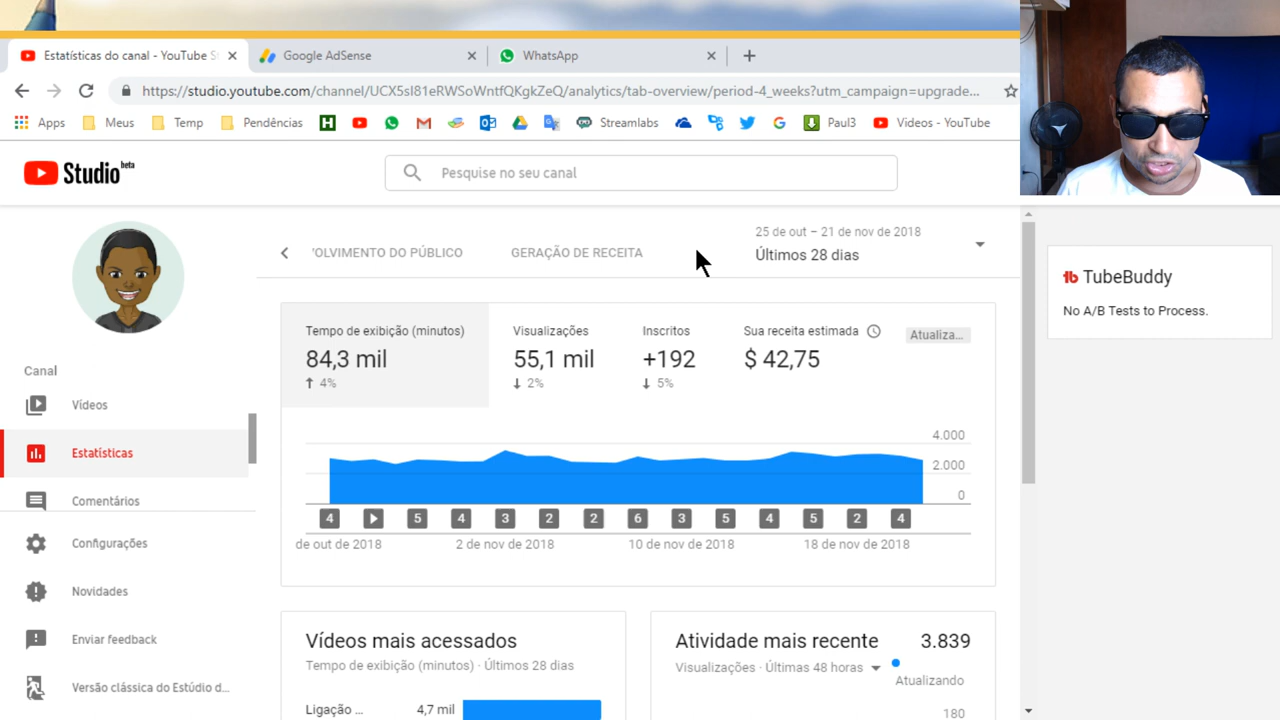 Estatísticas do canal - YouTube S
Google AdSense
WhatsApp
https://studio.youtube.com/channel/UCX5sI81eRWSoWntfQKgkZeQ/analytics/tab-overview/period-4_weeks?utm_campaign=upgrade...
Apps
Meus
Temp
Pendências
Streamlabs
Paul3
Videos - YouTube
Studio beta
Pesquise no seu canal
'OLVIMENTO DO PÚBLICO
GERAÇÃO DE RECEITA
25 de out – 21 de nov de 2018
Últimos 28 dias
TubeBuddy
No A/B Tests to Process.
Tempo de exibição (minutos)
84,3 mil
4%
Visualizações
55,1 mil
2%
Inscritos
+192
5%
Sua receita estimada
$ 42,75
Atualiza...
4.000
2.000
0
4 5 4 3 2 2 6 3 5 4 5 2 4
de out de 2018
2 de nov de 2018
10 de nov de 2018
18 de nov de 2018
Canal
Vídeos
Estatísticas
Comentários
Configurações
Novidades
Enviar feedback
Versão clássica do Estúdio d...
Vídeos mais acessados
Tempo de exibição (minutos) · Últimos 28 dias
Ligação ...
4,7 mil
Atividade mais recente
3.839
Visualizações · Últimas 48 horas
Atualizando
180